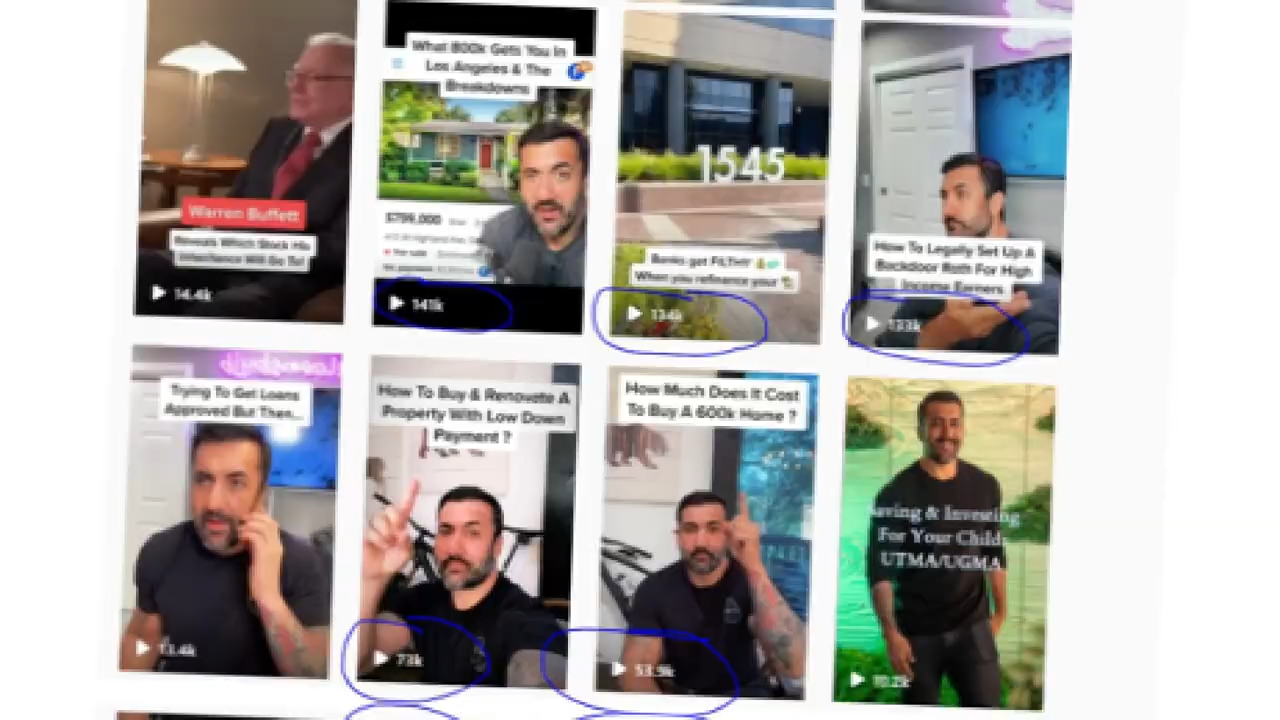 What 800k Gets You In
Los Angeles & The
Breakdowns
$799,000
1545
Warren Buffett
Reveals Which Stock His
Inheritance Will Go To!
Banks get FILTHY
When you refinance your
How To Legally Set Up A
Backdoor Roth For High
Income Earners
14.4k
141k
134k
133k
Trying To Get Loans
Approved But Then...
How To Buy & Renovate A
Property With Low Down
Payment ?
How Much Does It Cost
To Buy A 600k Home ?
Saving & Investing
For Your Child:
UTMA/UGMA
13.4k
73k
53.9k